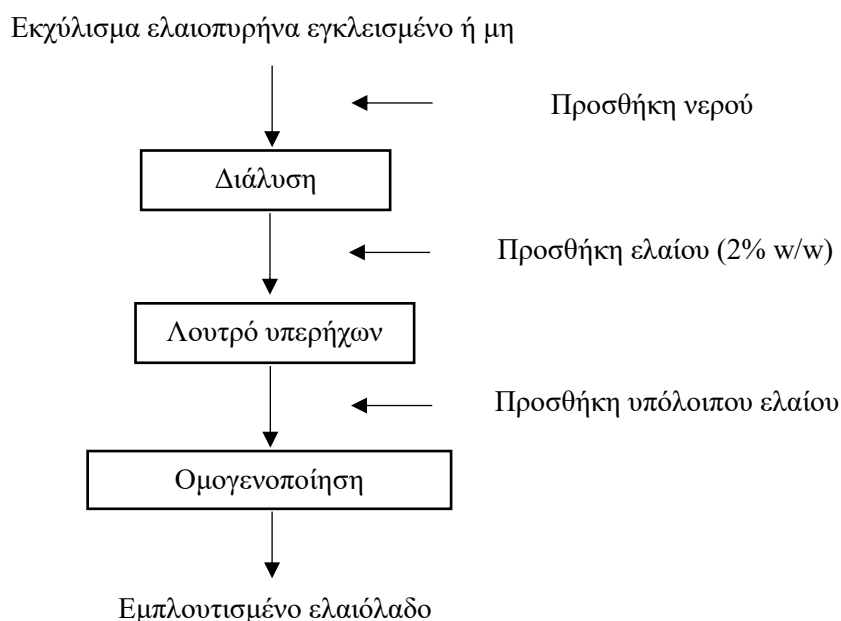 Εκχύλισμα ελαιοπυρήνα εγκλεισμένο ή μη
Προσθήκη νερού
Διάλυση
Προσθήκη ελαίου (2% w/w)
Λουτρό υπερήχων
Προσθήκη υπόλοιπου ελαίου
Ομογενοποίηση
Εμπλουτισμένο ελαιόλαδο